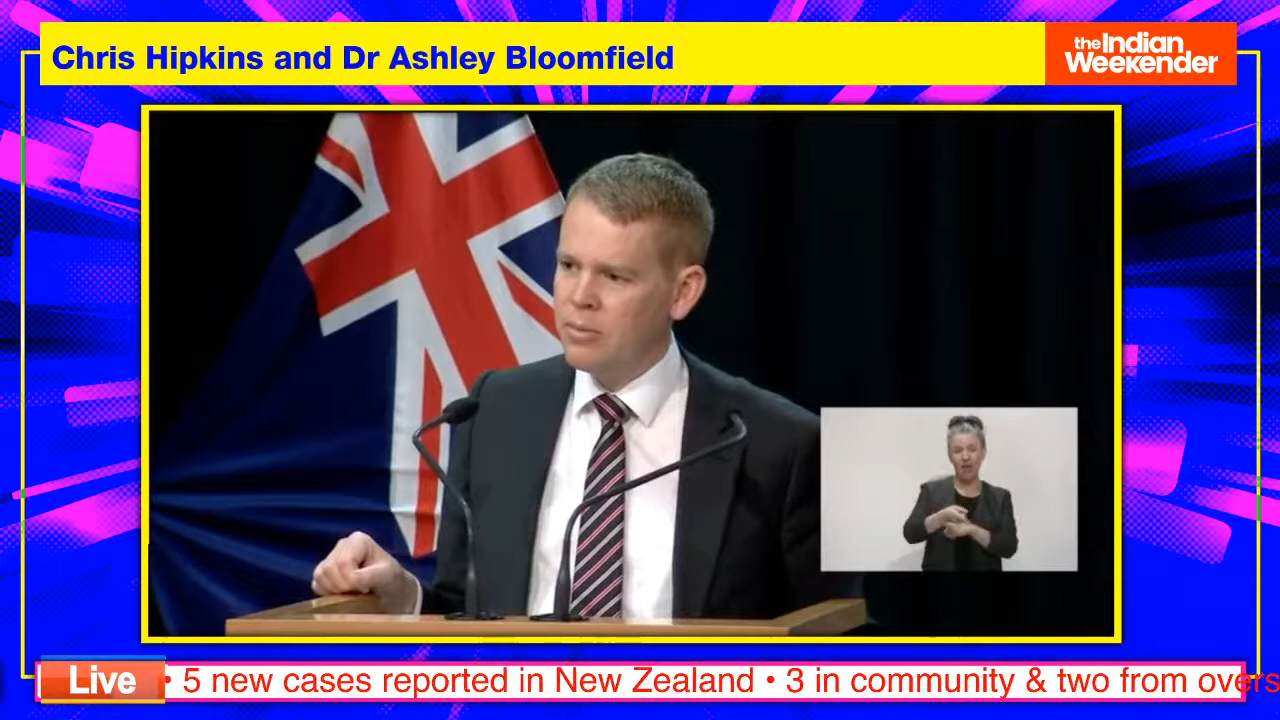 Chris Hipkins and Dr Ashley Bloomfield
the Indian
Weekender
Live • 5 new cases reported in New Zealand • 3 in community & two from overs